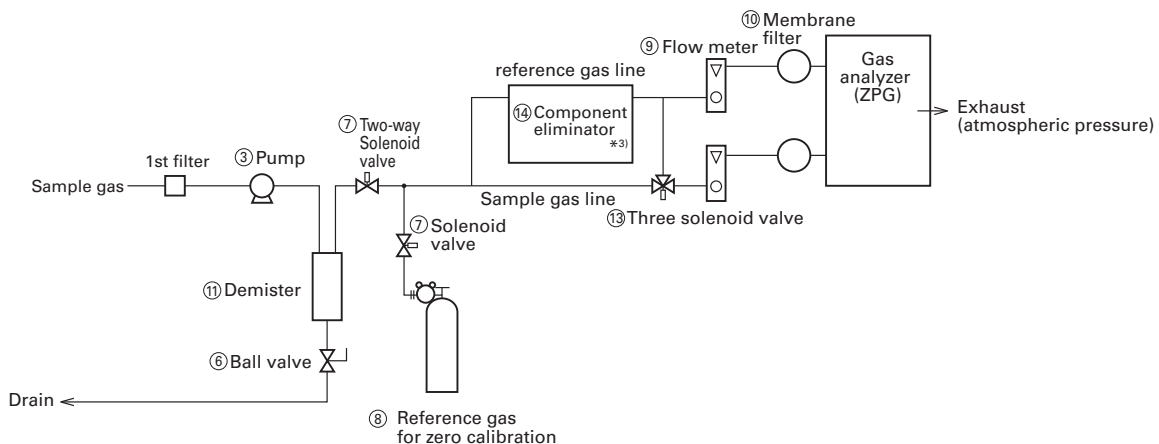 ⑩ Membrane
filter
⑨ Flow meter
Gas
analyzer
(ZPG)
reference gas line
⑭ Component
eliminator
*3)
Exhaust
(atmospheric pressure)
⑦ Two-way
Solenoid
valve
1st filter
③ Pump
Sample gas
Sample gas line
⑬ Three solenoid valve
⑦ Solenoid
valve
⑪ Demister
⑥ Ball valve
Drain
⑧ Reference gas
for zero calibration